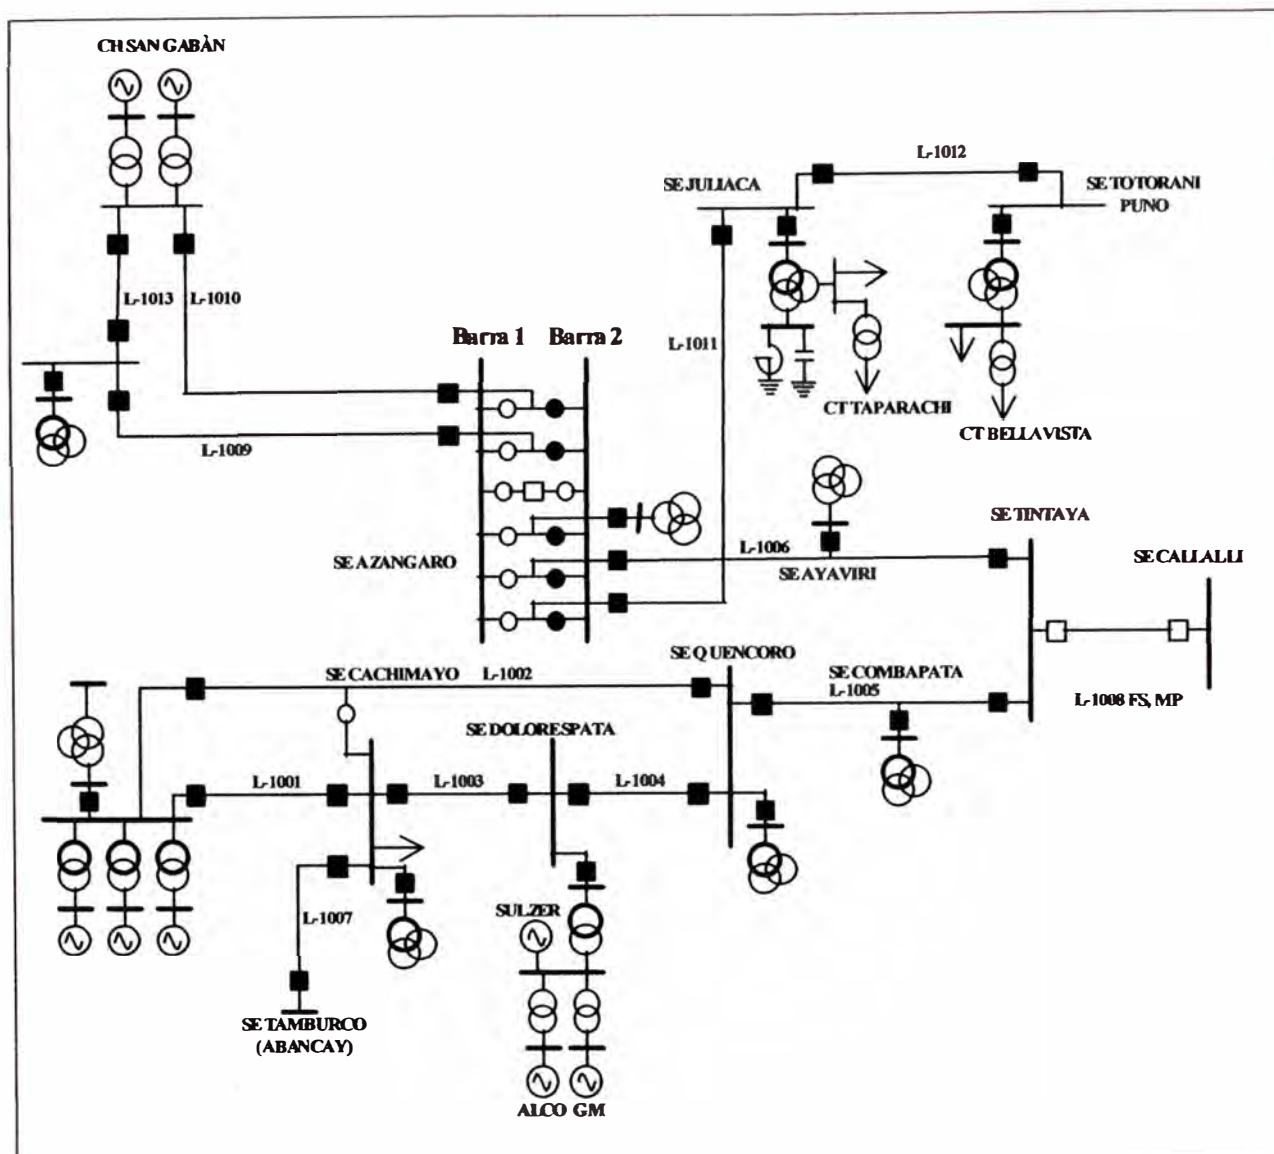 CH SAN GABÀN
L-1012
SE JULIACA
SE TOTORANI
PUNO
L-1013
L-1010
Barra 1
Barra 2
L-1011
CT TAPARACHI
CT BELLAVISTA
L-1009
SE TINTAYA
L-1006
SE AZANGARO
SE AYAVIRI
SE CALLALLI
SE QUENCORO
SE CACHIMAYO
L-1002
SE COMBAPATA
L-1005
L-1008 FS, MP
SE DOLORESPATA
L-1001
L-1003
L-1004
SULZER
L-1007
SE TAMBURCO
(ABANCAY)
ALCO GM